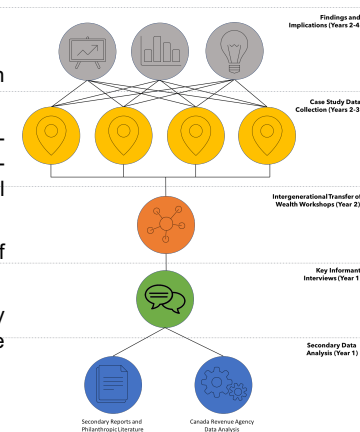 Findings and
Implications (Years 2-4
n
Case Study Data
Collection (Years 2-3
-
-
l
Intergenerational Transfer of
Wealth Workshops (Year 2)
f
Key Informant
Interviews (Year 1
y
e
Secondary Data
Analysis (Year 1)
Secondary Reports and
Philanthropic Literature
Canada Revenue Agency
Data Analysis